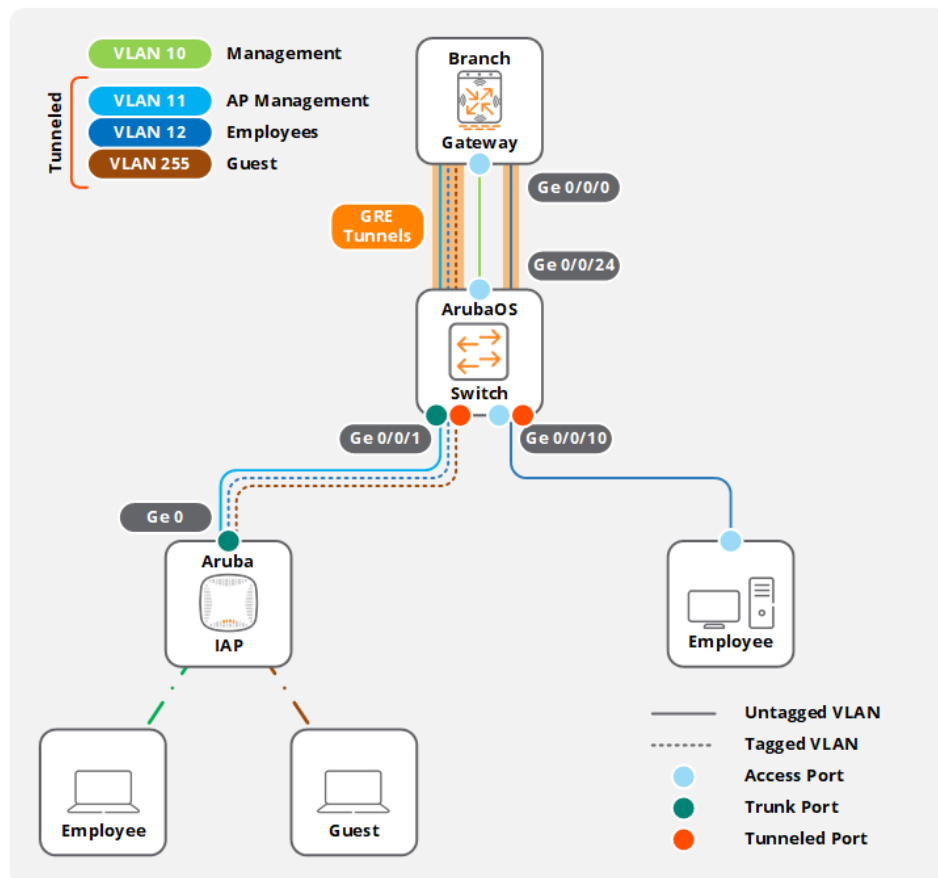 VLAN 10 Management
Tunneled
VLAN 11 AP Management
VLAN 12 Employees
VLAN 255 Guest
Branch
Gateway
Ge 0/0/0
GRE
Tunnels
Ge 0/0/24
ArubaOS
Switch
Ge 0/0/1
Ge 0/0/10
Ge 0
Aruba
IAP
Employee
Employee
Guest
Untagged VLAN
Tagged VLAN
Access Port
Trunk Port
Tunneled Port